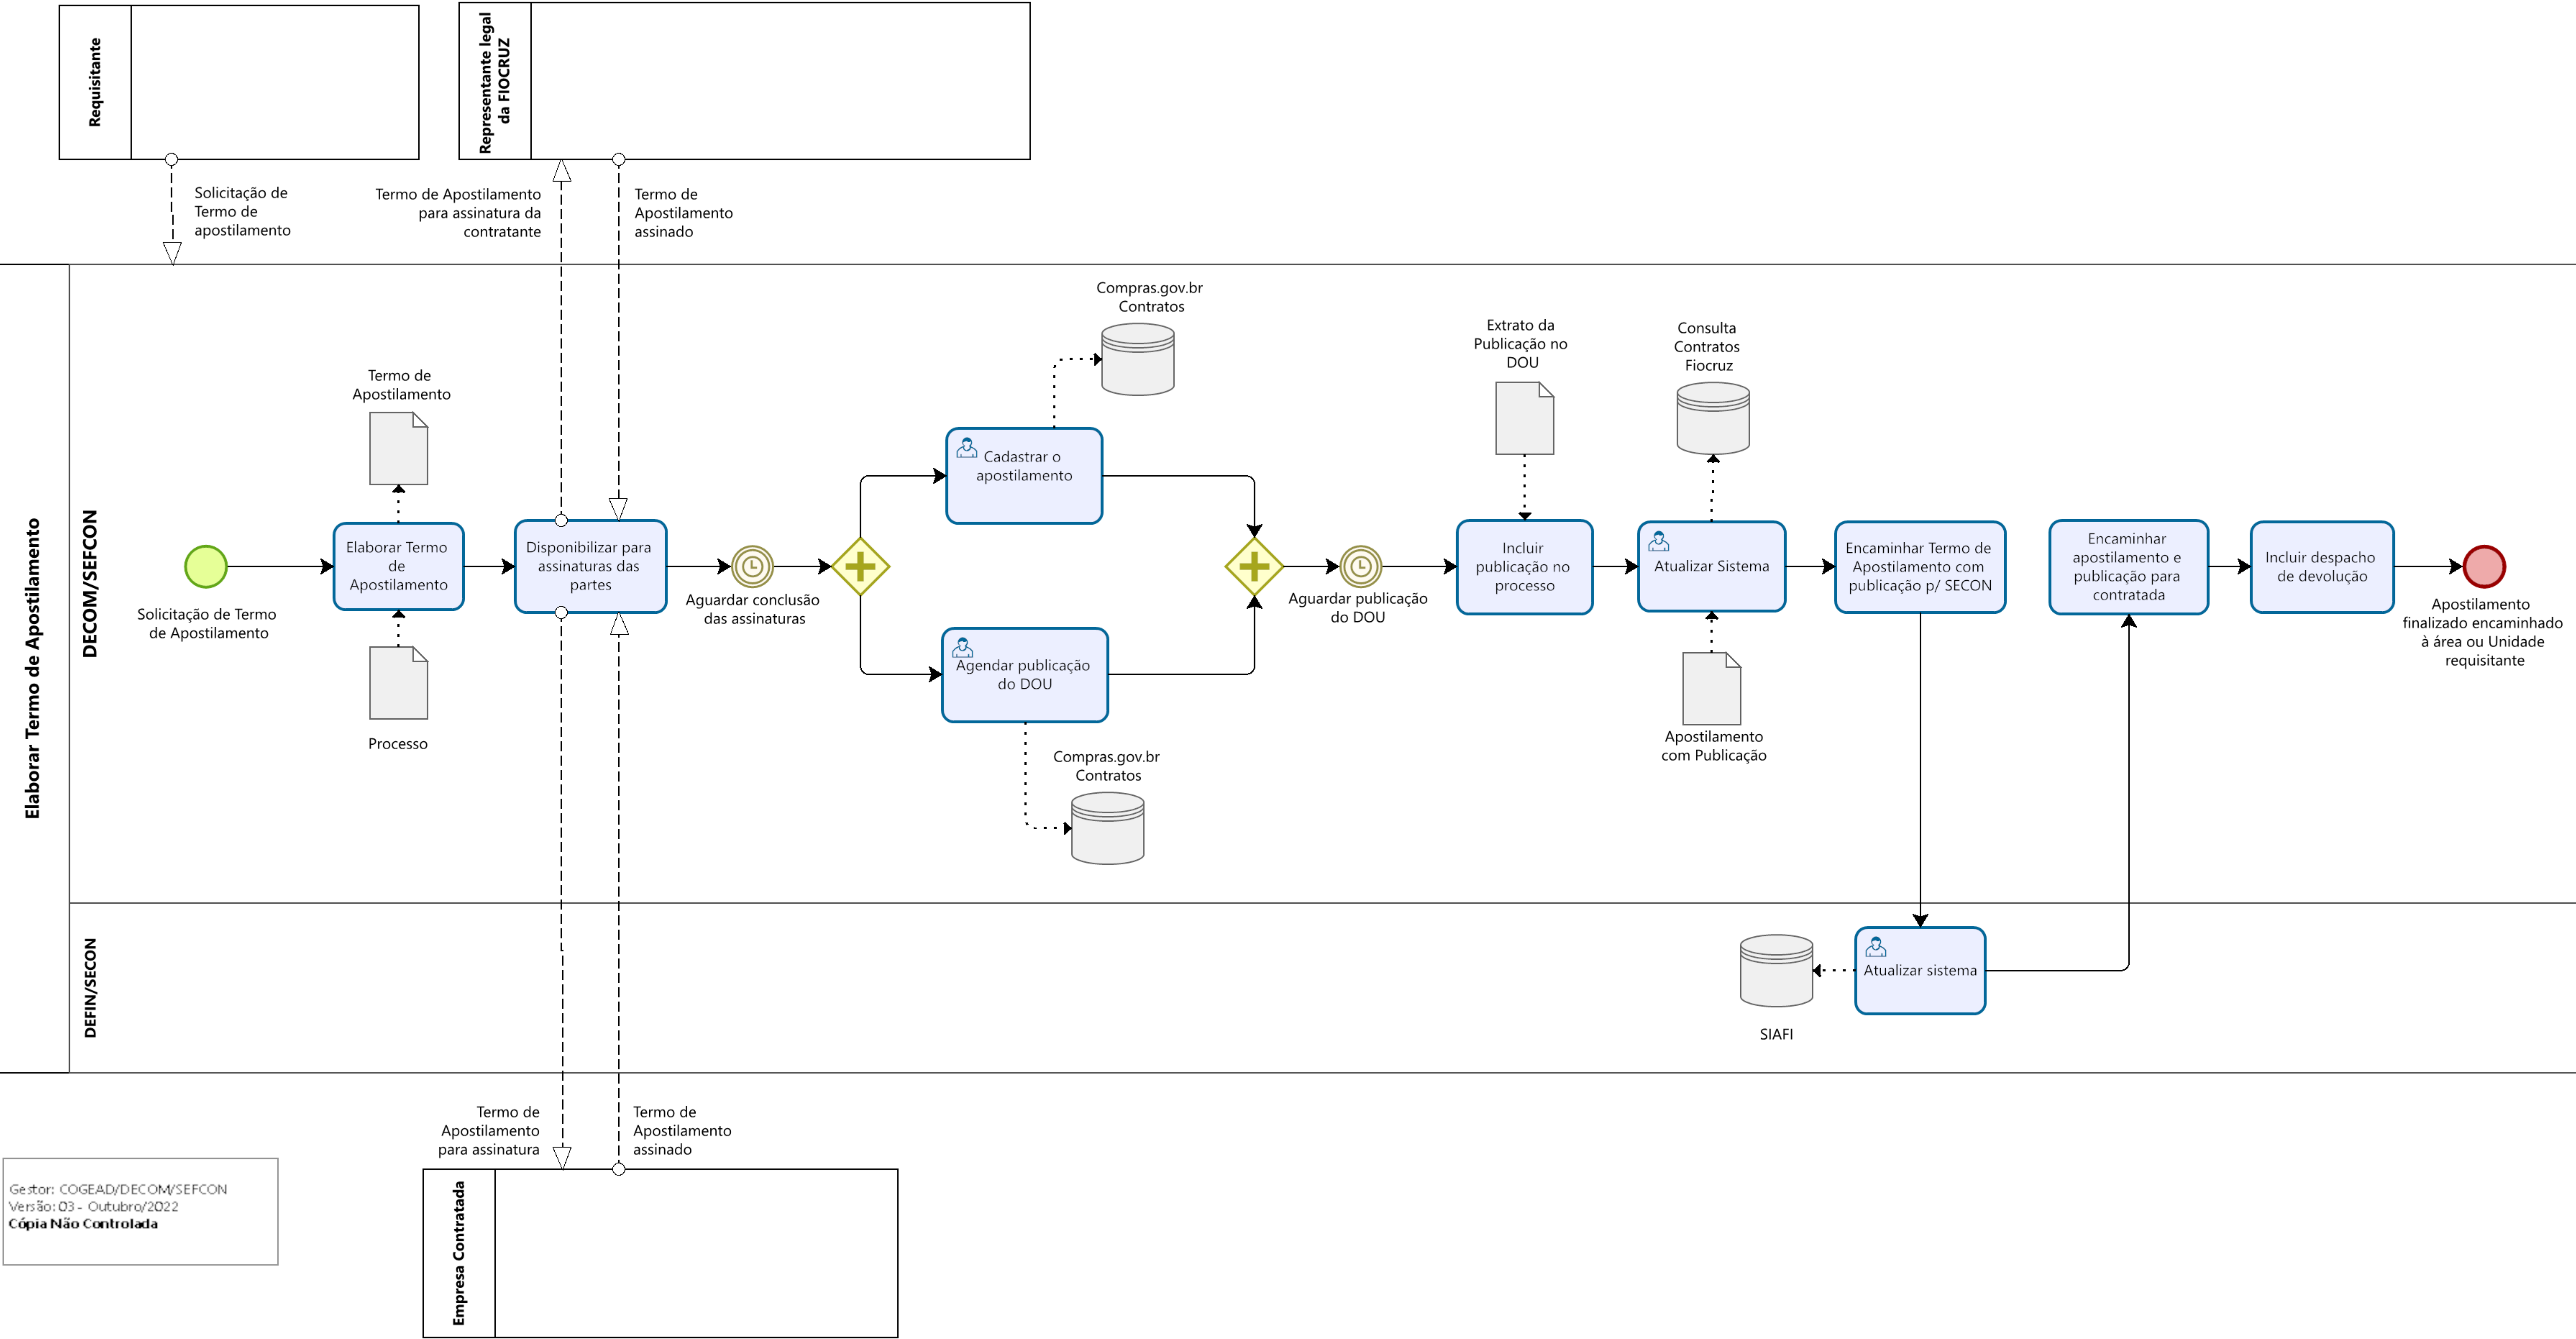 Requisitante
Representante legal
da FIOCRUZ
Solicitação de
Termo de
apostilamento
Termo de Apostilamento
para assinatura da
contratante
Termo de
Apostilamento
assinado
Elaborar Termo de Apostilamento
DECOM/SEFCON
Solicitação de Termo
de Apostilamento
Termo de
Apostilamento
Elaborar Termo
de
Apostilamento
Processo
Disponibilizar para
assinaturas das
partes
Aguardar conclusão
das assinaturas
Compras.gov.br
Contratos
Cadastrar o
apostilamento
Agendar publicação
do DOU
Compras.gov.br
Contratos
Aguardar publicação
do DOU
Extrato da
Publicação no
DOU
Incluir
publicação no
processo
Consulta
Contratos
Fiocruz
Atualizar Sistema
Apostilamento
com Publicação
Encaminhar Termo de
Apostilamento com
publicação p/ SECON
Encaminhar
apostilamento e
publicação para
contratada
Incluir despacho
de devolução
Apostilamento
finalizado encaminhado
à área ou Unidade
requisitante
DEFIN/SECON
SIAFI
Atualizar sistema
Termo de
Apostilamento
para assinatura
Termo de
Apostilamento
assinado
Empresa Contratada
Gestor: COGEAD/DECOM/SEFCON
Versão: 03 - Outubro/2022
Cópia Não Controlada